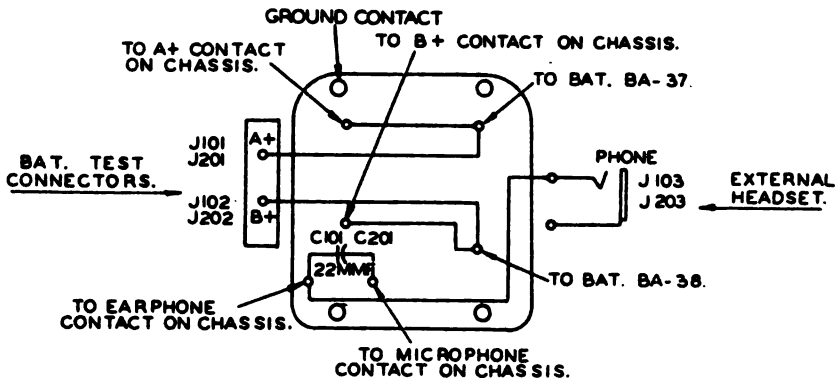 GROUND CONTACT
TO A+ CONTACT
ON CHASSIS.
TO B+ CONTACT ON CHASSIS.
TO BAT. BA-37.
J101
J201
A+
BAT. TEST
CONNECTORS.
J102
J202
B+
PHONE
J103
J203
EXTERNAL
HEADSET.
C101 C201
22MMF
TO BAT. BA-38.
TO EARPHONE
CONTACT ON CHASSIS.
TO MICROPHONE
CONTACT ON CHASSIS.